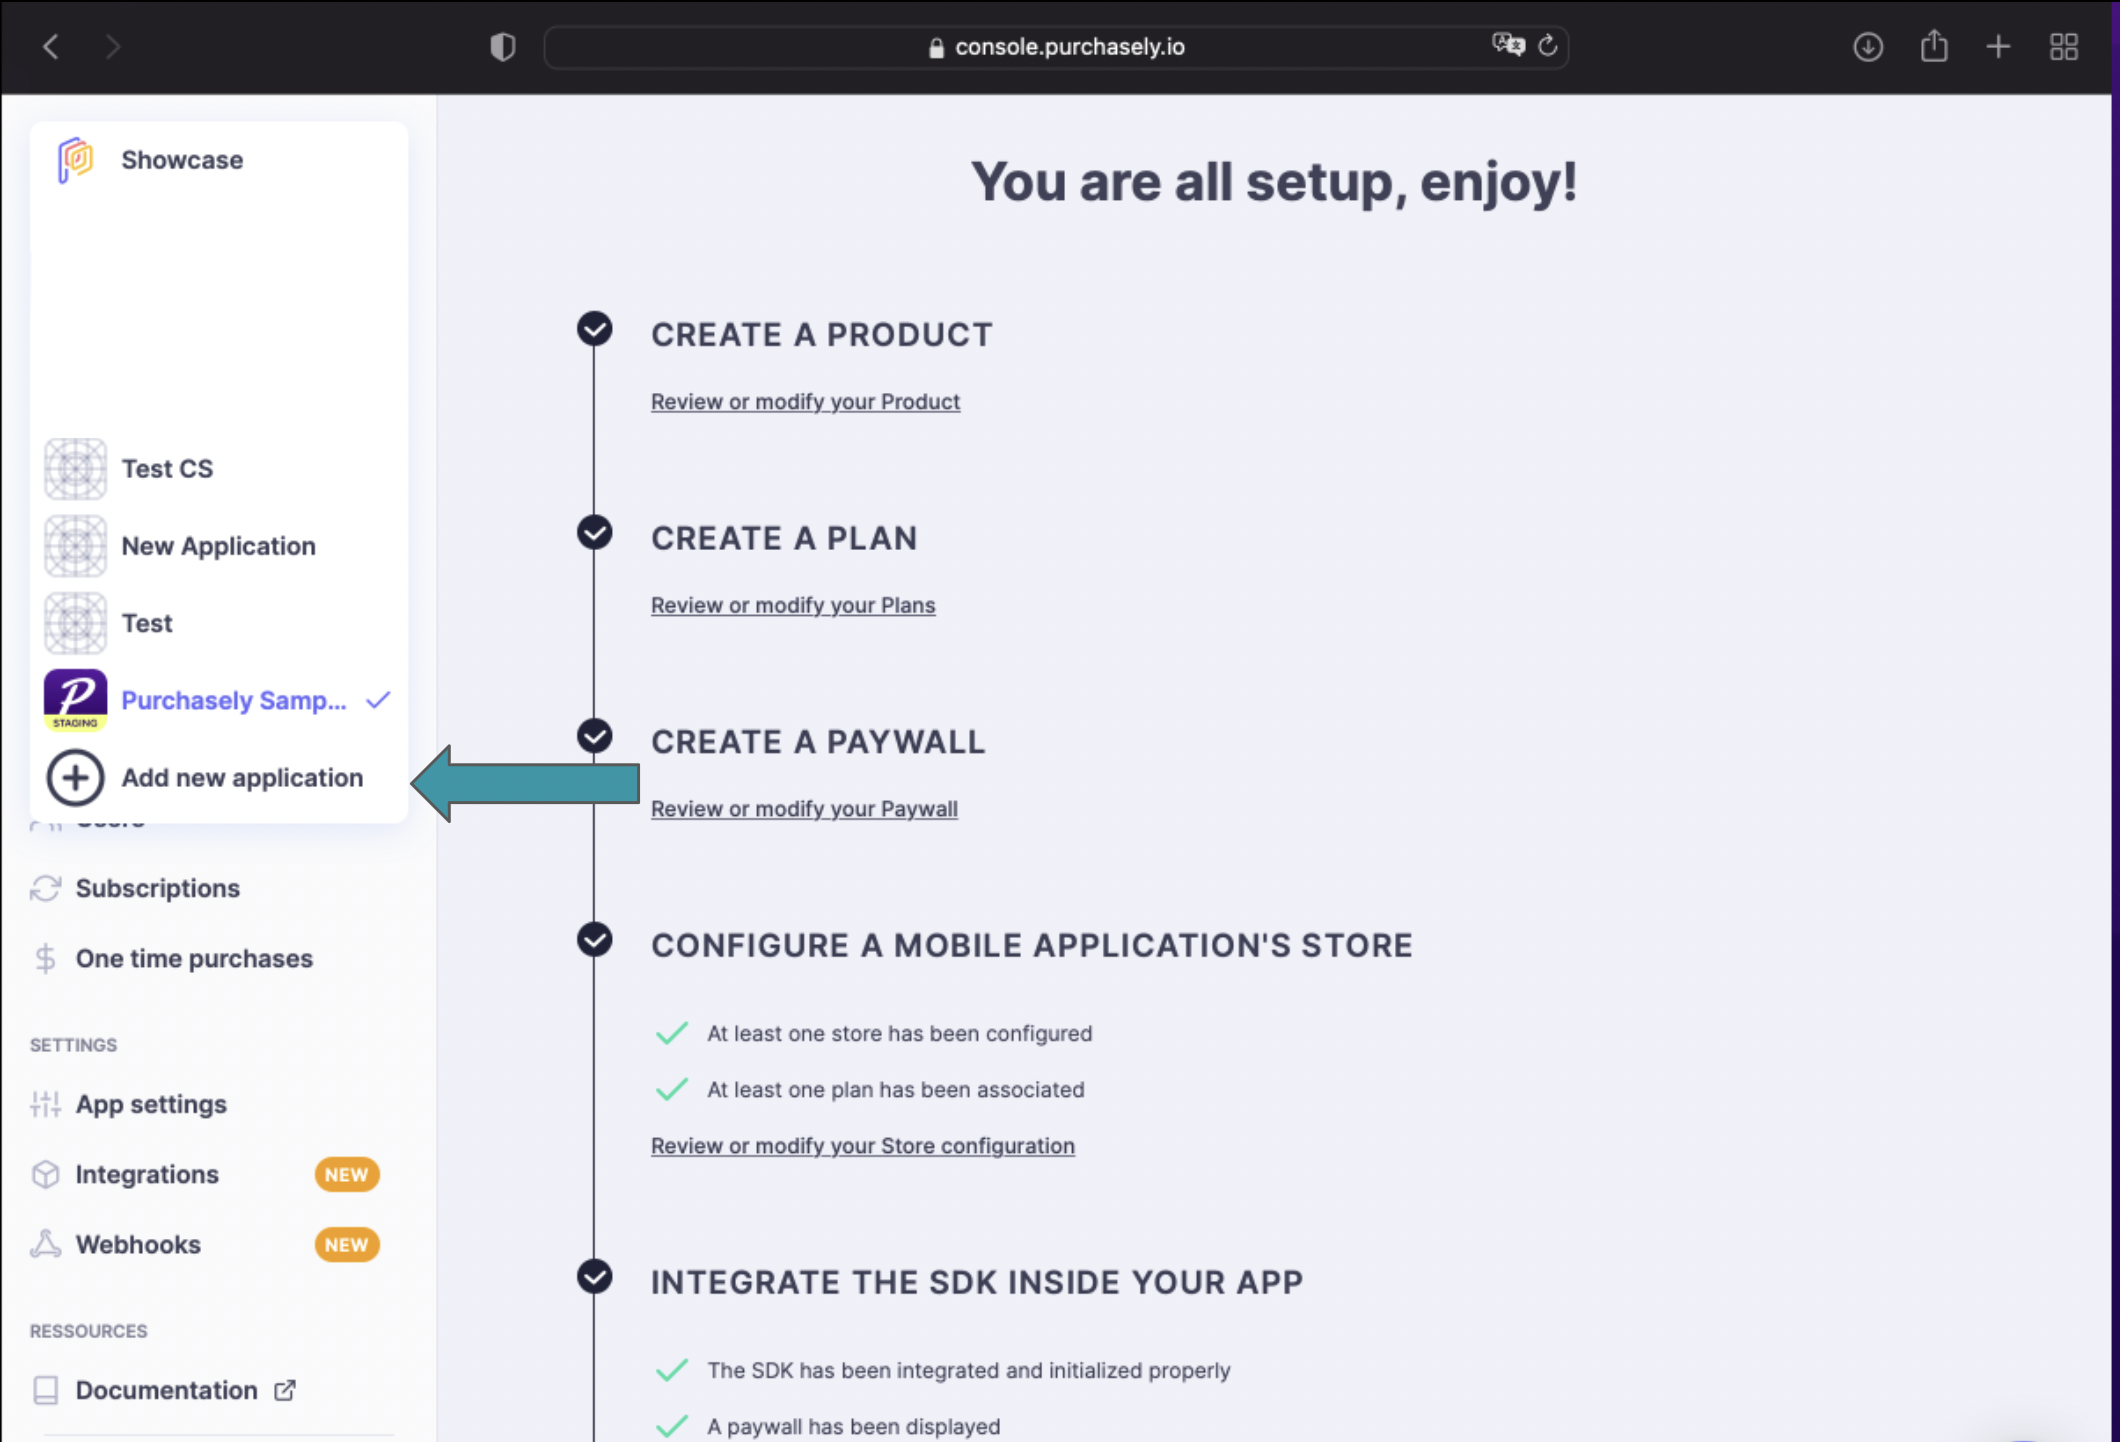 console.purchasely.io
Showcase
Test CS
New Application
Test
STAGING
Purchasely Samp...
Add new application
Users
Subscriptions
One time purchases
SETTINGS
App settings
Integrations NEW
Webhooks NEW
RESSOURCES
Documentation
You are all setup, enjoy!
CREATE A PRODUCT
Review or modify your Product
CREATE A PLAN
Review or modify your Plans
CREATE A PAYWALL
Review or modify your Paywall
CONFIGURE A MOBILE APPLICATION'S STORE
At least one store has been configured
At least one plan has been associated
Review or modify your Store configuration
INTEGRATE THE SDK INSIDE YOUR APP
The SDK has been integrated and initialized properly
A paywall has been displayed